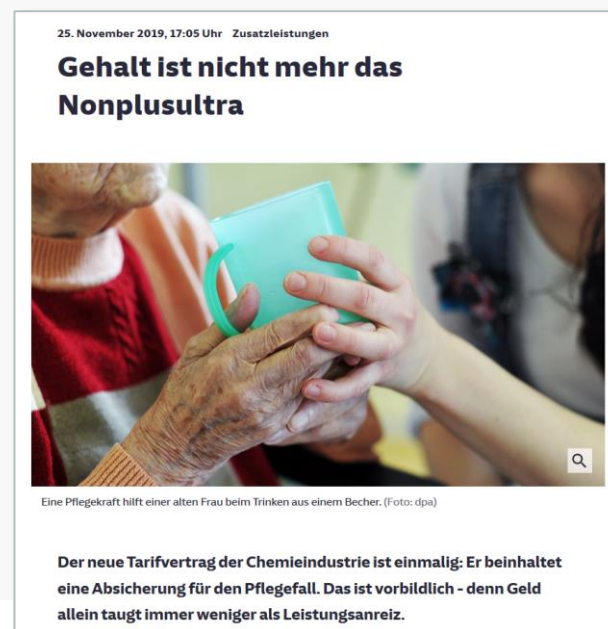 25. November 2019, 17:05 Uhr Zusatzleistungen
Gehalt ist nicht mehr das
Nonplusultra
Eine Pflegekraft hilft einer alten Frau beim Trinken aus einem Becher. (Foto: dpa)
Der neue Tarifvertrag der Chemieindustrie ist einmalig: Er beinhaltet
eine Absicherung für den Pflegefall. Das ist vorbildlich - denn Geld
allein taugt immer weniger als Leistungsanreiz.